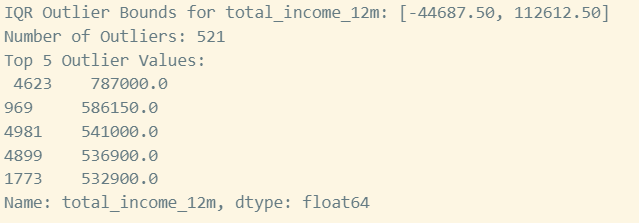 IQR Outlier Bounds for total_income_12m: [-44687.50, 112612.50]
Number of Outliers: 521
Top 5 Outlier Values:
4623    787000.0
969     586150.0
4981    541000.0
4899    536900.0
1773    532900.0
Name: total_income_12m, dtype: float64